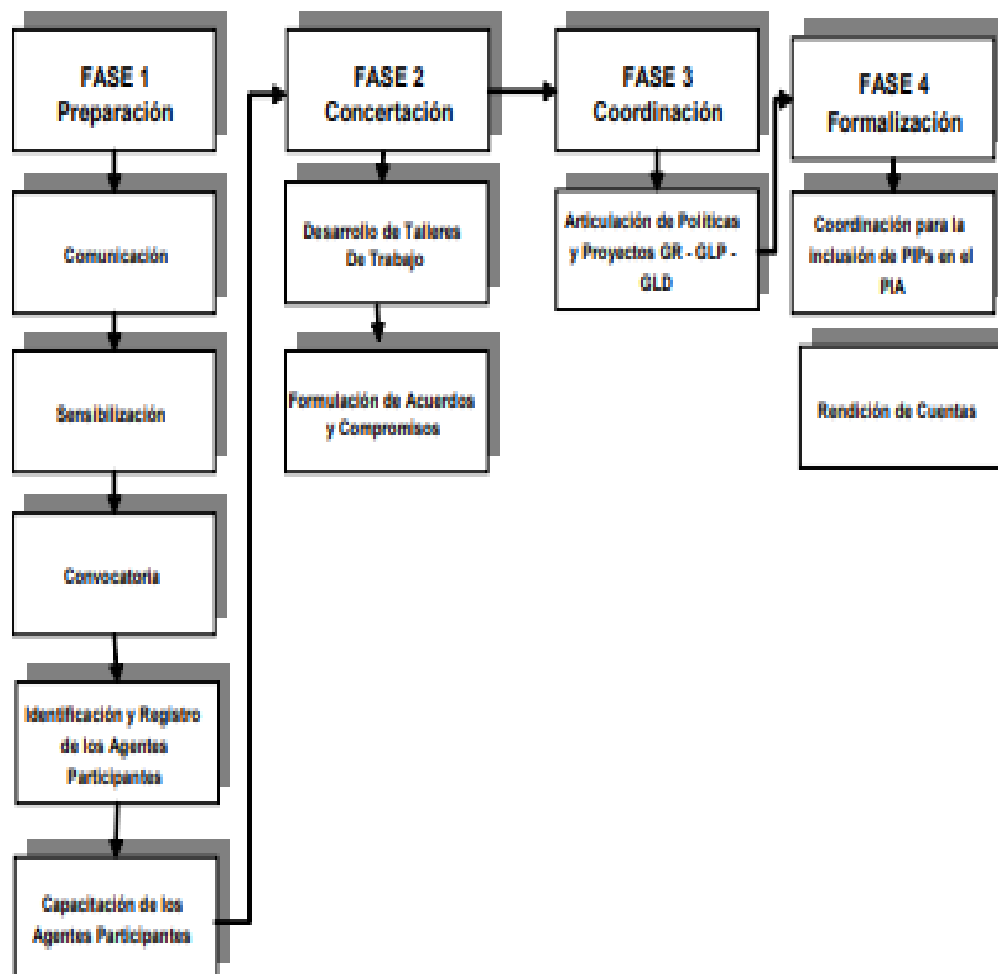 FASE 1
Preparación
Comunicación
Sensibilización
Convocatoria
Identificación y Registro
de los Agentes
Participantes
Capacitación de los
Agentes Participantes
FASE 2
Concertación
Desarrollo de Talleres
De Trabajo
Formulación de Acuerdos
y Compromisos
FASE 3
Coordinación
Articulación de Políticas
y Proyectos GR - GLP -
GLD
FASE 4
Formalización
Coordinación para la
inclusión de PIPs en el
PIA
Rendición de Cuentas